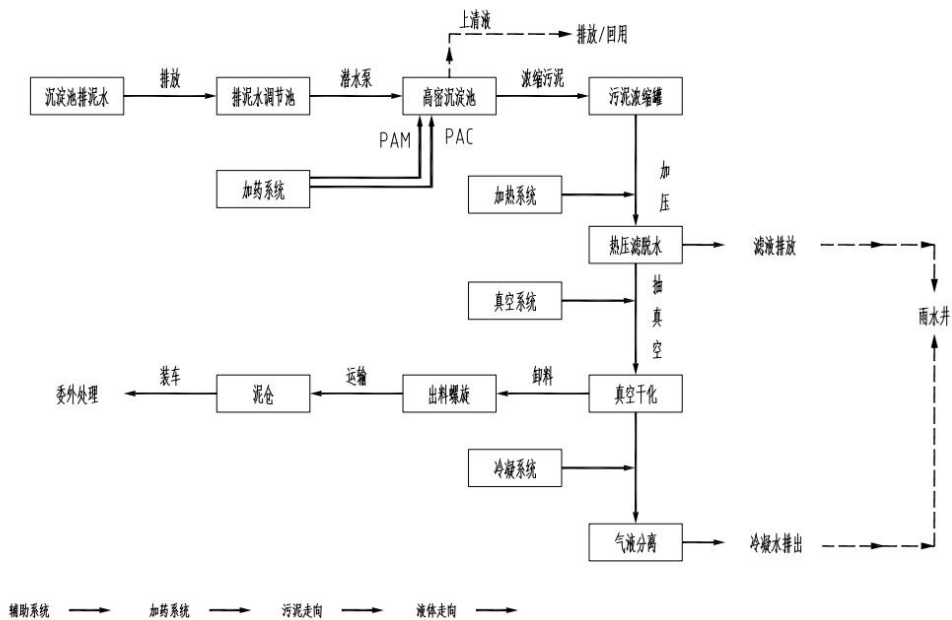 上清液
排放/回用
沉淀池排泥水
排放
排泥水调节池
潜水泵
高密沉淀池
浓缩污泥
污泥浓缩罐
PAM
PAC
加药系统
加热系统
加压
热压滤脱水
滤液排放
真空系统
抽真空
雨水井
委外处理
装车
泥仓
运输
出料螺旋
卸料
真空干化
冷凝系统
气液分离
冷凝水排出
辅助系统
加药系统
污泥走向
液体走向